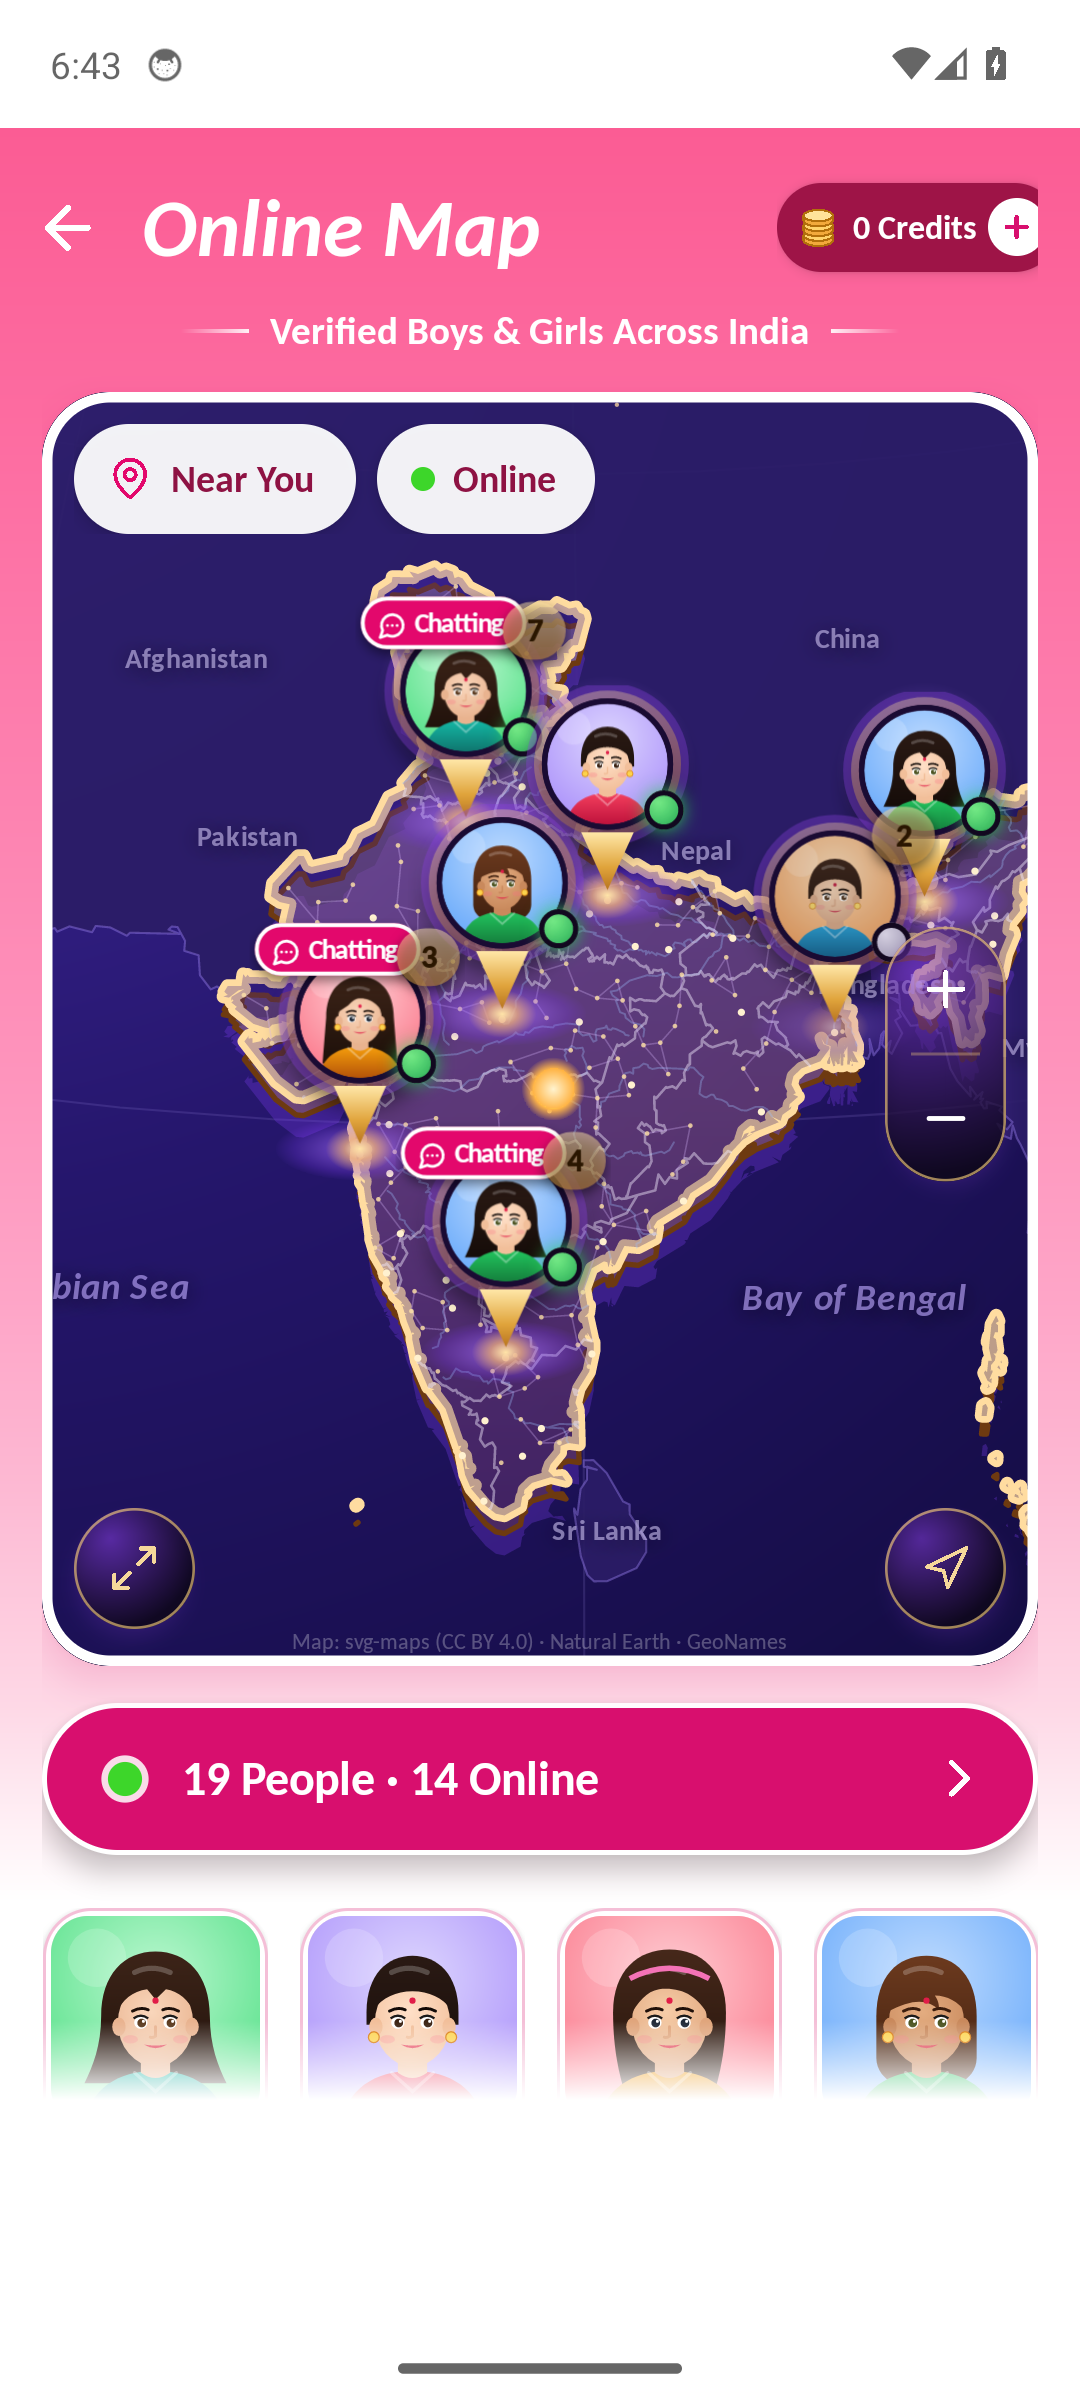 6:43
Online Map
0 Credits
Verified Boys & Girls Across India
Near You
Online
Chatting
7
China
Afghanistan
Pakistan
Nepal
2
Chatting
3
Chatting
4
bian Sea
Bay of Bengal
Sri Lanka
Map: svg-maps (CC BY 4.0) · Natural Earth · GeoNames
19 People · 14 Online